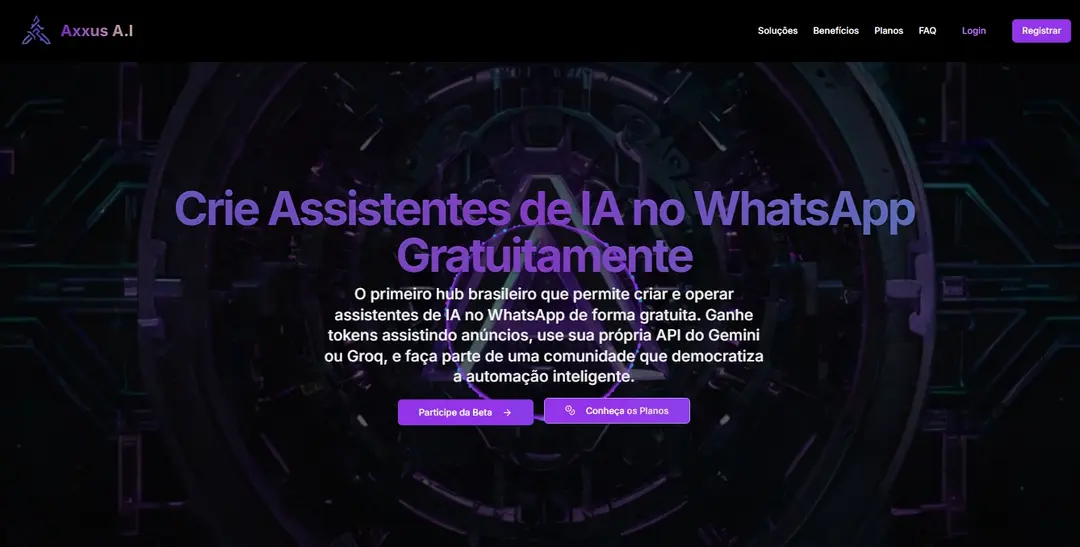 Axxus A.I
Soluções
Benefícios
Planos
FAQ
Login
Registrar
Crie Assistentes de IA no WhatsApp
Gratuitamente
O primeiro hub brasileiro que permite criar e operar
assistentes de IA no WhatsApp de forma gratuita. Ganhe
tokens assistindo anúncios, use sua própria API do Gemini
ou Groq, e faça parte de uma comunidade que democratiza
a automação inteligente.
Participe da Beta →
Conheça os Planos